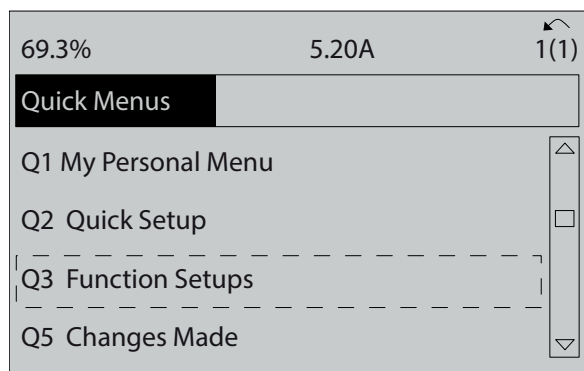 69.3% 5.20A 1(1)
Quick Menus
Q1 My Personal Menu
Q2 Quick Setup
Q3 Function Setups
Q5 Changes Made